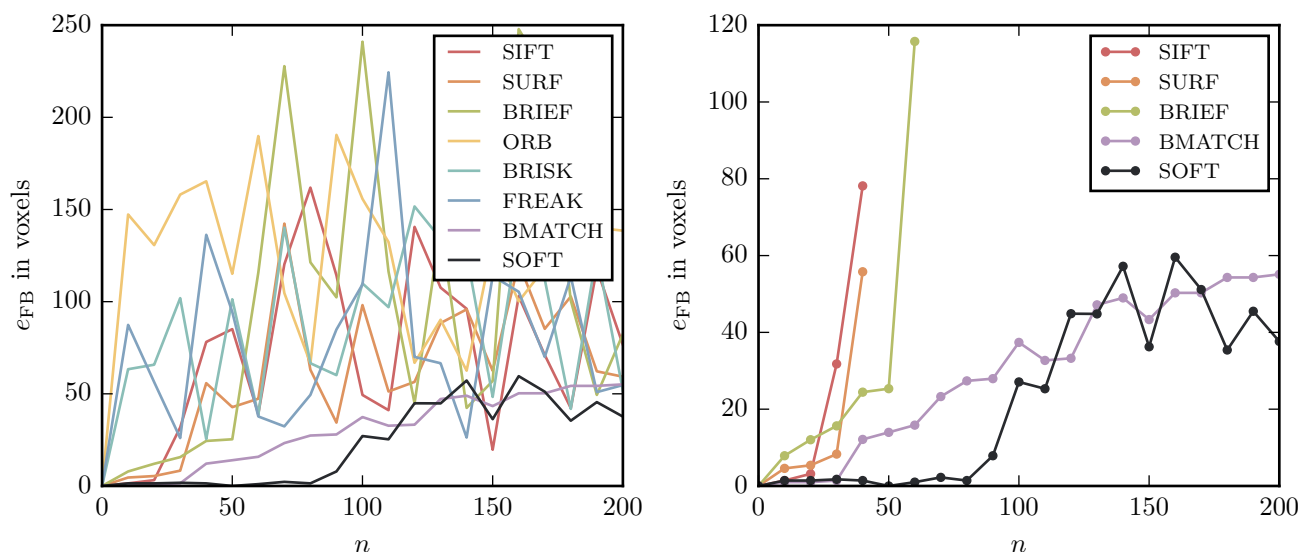 250
200
150
100
50
0
e_FB in voxels
0 50 100 150 200
n
SIFT
SURF
BRIEF
ORB
BRISK
FREAK
BMATCH
SOFT
120
100
80
60
40
20
0
e_FB in voxels
0 50 100 150 200
n
SIFT
SURF
BRIEF
BMATCH
SOFT